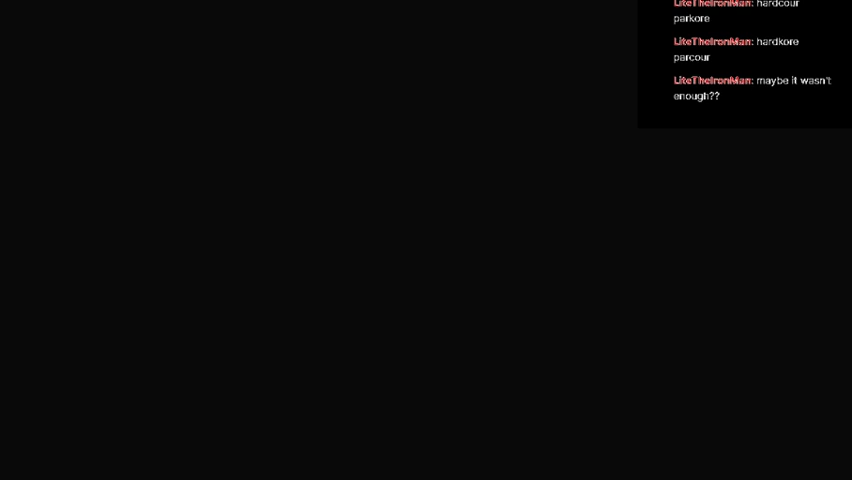 LiteTheIronMan: hardcour
parkore
LiteTheIronMan: hardkore
parcour
LiteTheIronMan: maybe it wasn't
enough??